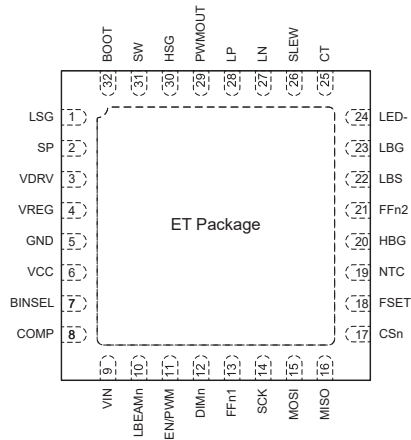 BOOT
SW
HSG
PWMOUT
LP
LN
SLEW
CT
32
31
30
29
28
27
26
25
LSG 1
SP 2
VDRV 3
VREG 4
GND 5
VCC 6
BINSEL 7
COMP 8
ET Package
24 LED-
23 LBG
22 LBS
21 FFn2
20 HBG
19 NTC
18 FSET
17 CSn
9
10
11
12
13
14
15
16
VIN
LBEAMn
EN/PWM
DIMn
FFn1
SCK
MOSI
MISO